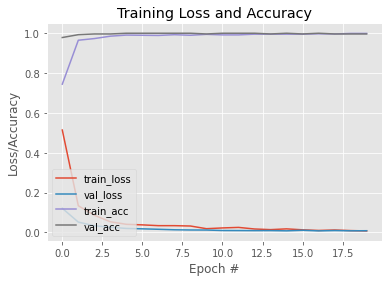 Training Loss and Accuracy
Loss/Accuracy
1.0
0.8
0.6
0.4
0.2
0.0
train_loss
val_loss
train_acc
val_acc
0.0 2.5 5.0 7.5 10.0 12.5 15.0 17.5
Epoch #